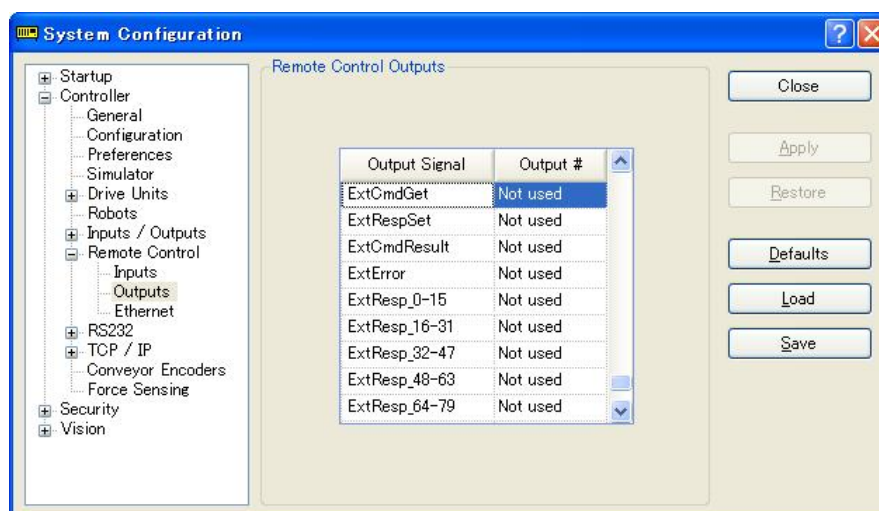 System Configuration
Startup
Controller
General
Configuration
Preferences
Simulator
Drive Units
Robots
Inputs / Outputs
Remote Control
Inputs
Outputs
Ethernet
RS232
TCP / IP
Conveyor Encoders
Force Sensing
Security
Vision
Remote Control Outputs
Output Signal Output #
ExtCmdGet Not used
ExtRespSet Not used
ExtCmdResult Not used
ExtError Not used
ExtResp_0-15 Not used
ExtResp_16-31 Not used
ExtResp_32-47 Not used
ExtResp_48-63 Not used
ExtResp_64-79 Not used
Close
Apply
Restore
Defaults
Load
Save